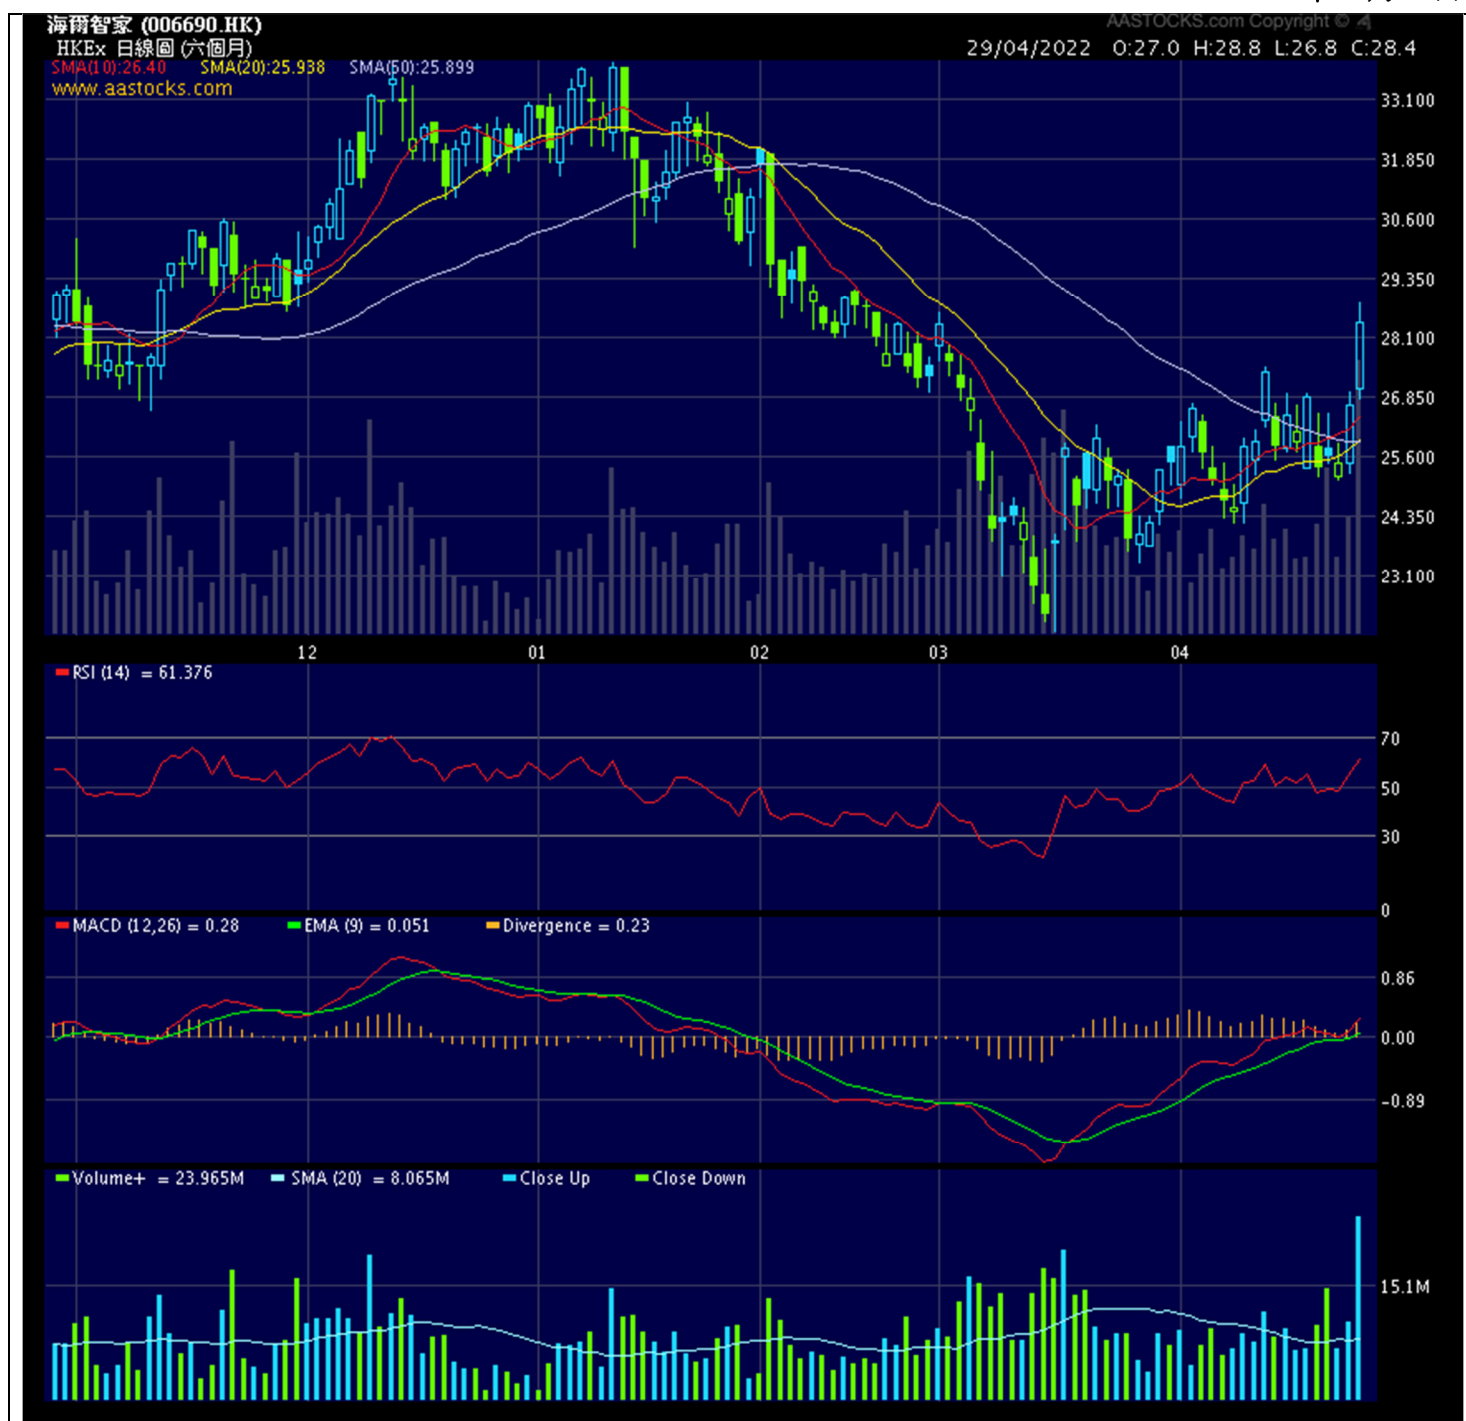 AASTOCKS.com Copyright ©
海爾智家 (006690.HK)
HKEx 日線圖 (六個月)
29/04/2022 O:27.0 H:28.8 L:26.8 C:28.4
SMA(10):26.40 SMA(20):25.938 SMA(50):25.899
www.aastocks.com
33.100
31.850
30.600
29.350
28.100
26.850
25.600
24.350
23.100
12 01 02 03 04
RSI (14) = 61.376
70
50
30
0
MACD (12,26) = 0.28 EMA (9) = 0.051 Divergence = 0.23
0.86
0.00
-0.89
Volume+ = 23.965M SMA (20) = 8.065M Close Up Close Down
15.1M